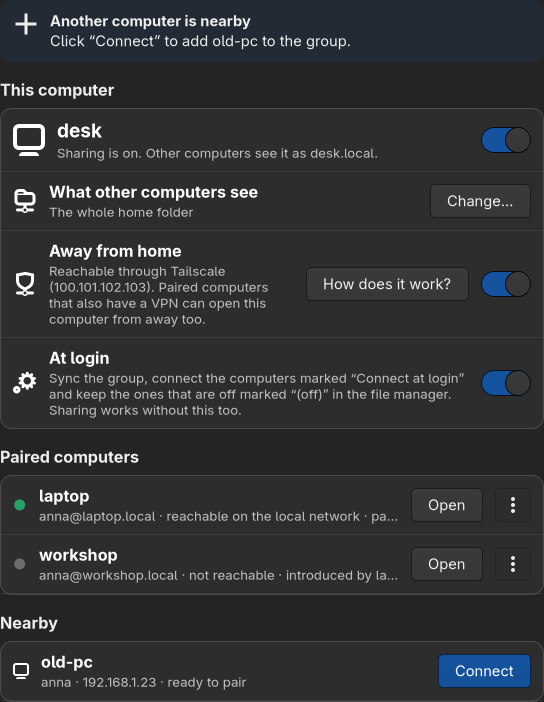 Another computer is nearby
Click “Connect” to add old-pc to the group.
This computer
desk
Sharing is on. Other computers see it as desk.local.
What other computers see
The whole home folder
Change...
Away from home
Reachable through Tailscale
(100.101.102.103). Paired computers
that also have a VPN can open this
computer from away too.
How does it work?
At login
Sync the group, connect the computers marked “Connect at login”
and keep the ones that are off marked “(off)” in the file manager.
Sharing works without this too.
Paired computers
laptop
anna@laptop.local · reachable on the local network · pa...
Open
workshop
anna@workshop.local · not reachable · introduced by la...
Open
Nearby
old-pc
anna · 192.168.1.23 · ready to pair
Connect